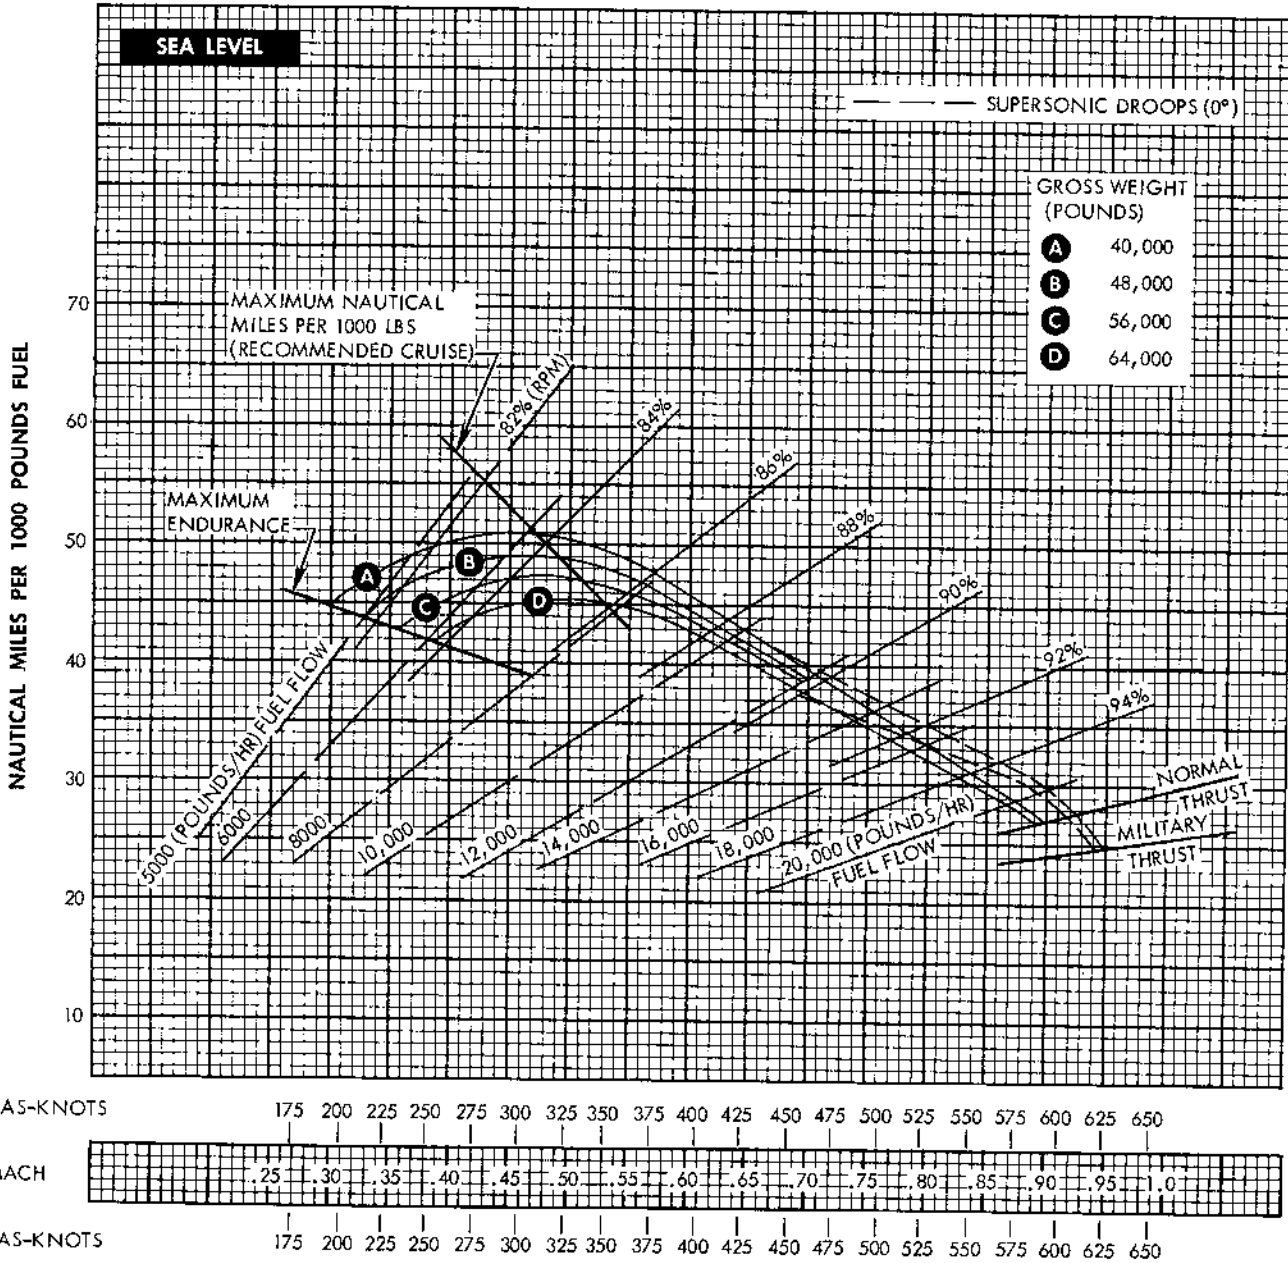 SEA LEVEL
SUPERSONIC DROOPS (0°)
GROSS WEIGHT
(POUNDS)
A 40,000
B 48,000
C 56,000
D 64,000
NAUTICAL MILES PER 1000 POUNDS FUEL
70
60
50
40
30
20
10
MAXIMUM NAUTICAL
MILES PER 1000 LBS
(RECOMMENDED CRUISE)
MAXIMUM
ENDURANCE
82% (RPM)
84%
86%
88%
90%
92%
94%
A
B
C
D
5000 (POUNDS/HR) FUEL FLOW
6000
8000
10,000
12,000
14,000
16,000
18,000
20,000 (POUNDS/HR)
FUEL FLOW
NORMAL
THRUST
MILITARY
THRUST
AS-KNOTS 175 200 225 250 275 300 325 350 375 400 425 450 475 500 525 550 575 600 625 650
MACH .25 .30 .35 .40 .45 .50 .55 .60 .65 .70 .75 .80 .85 .90 .95 1.0
AS-KNOTS 175 200 225 250 275 300 325 350 375 400 425 450 475 500 525 550 575 600 625 650